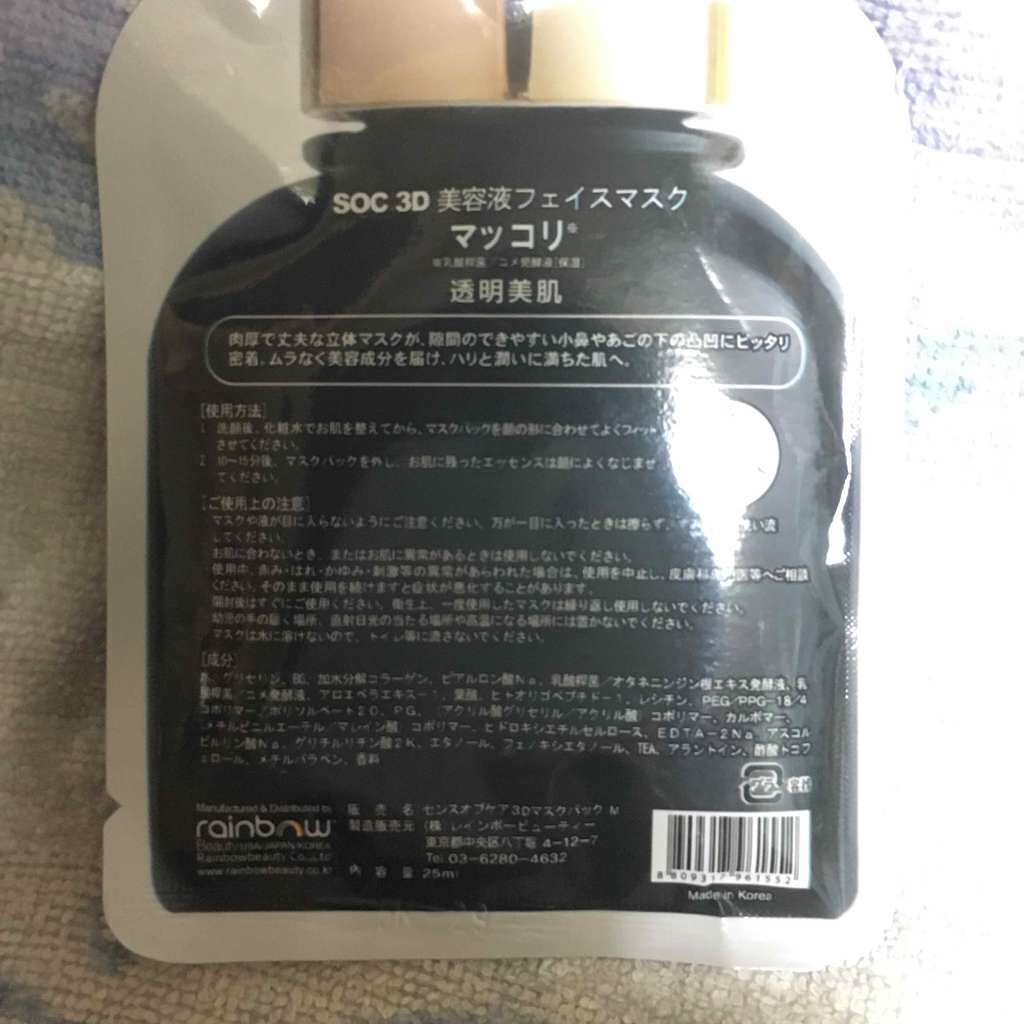 SOC 3D 美容液フェイスマスク
マッコリ※
※乳酸桿菌/コメ発酵液[保湿]
透明美肌
肉厚で丈夫な立体マスクが、隙間のできやすい小鼻やあごの下の凸凹にピッタリ
密着。ムラなく美容成分を届け、ハリと潤いに満ちた肌へ。
[使用方法]
1. 洗顔後、化粧水でお肌を整えてから、マスクパックを顔の形に合わせてよくフィット
させてください。
2. 10~15分後、マスクパックを外し、お肌に残ったエッセンスは顔によくなじませ
てください。
[ご使用上の注意]
マスクや液が目に入らないようにご注意ください。万が一目に入ったときは擦らず、 洗い流
してください。
お肌に合わないとき、またはお肌に異常があるときは使用しないでください。
使用中、赤み・はれ・かゆみ・刺激等の異常があらわれた場合は、使用を中止し、皮膚科 医等へご相談
ください。そのまま使用を続けますと症状が悪化することがあります。
開封後はすぐにご使用ください。衛生上、一度使用したマスクは繰り返し使用しないでください。
幼児の手の届く場所、直射日光の当たる場所や高温になる場所には置かないでください。
マスクは水に溶けないので、トイレ等に流さないでください。
[成分]
水、グリセリン、BG、加水分解コラーゲン、ヒアルロン酸Na、乳酸桿菌/オタネニンジン根エキス発酵液、乳
酸桿菌/コメ発酵液、アロエベラエキス-1、葉酸、ヒトオリゴペプチド-1、レシチン、PEG/PPG-18/4
コポリマー、ポリソルベート20、PG、(アクリル酸グリセリル/アクリル酸)コポリマー、カルボマー、
(メチルビニルエーテル/マレイン酸)コポリマー、ヒドロキシエチルセルロース、EDTA-2Na、アスコル
ビルリン酸Na、グリチルリチン酸2K、エタノール、フェノキシエタノール、TEA、アラントイン、酢酸トコフ
ェロール、メチルパラベン、香料
プラ
Manufactured & Distributed by
rainbow
Beauty USA·JAPAN·KOREA
Rainbowbeauty Co.,Ltd
www.rainbowbeauty.co.kr
販売名 センスオブケア3Dマスクパック M
製造販売元 (株)レインボービューティー
東京都中央区八丁堀 4-12-7
Tel 03-6280-4632
内容量 25ml
8 809317 961552
Made in Korea